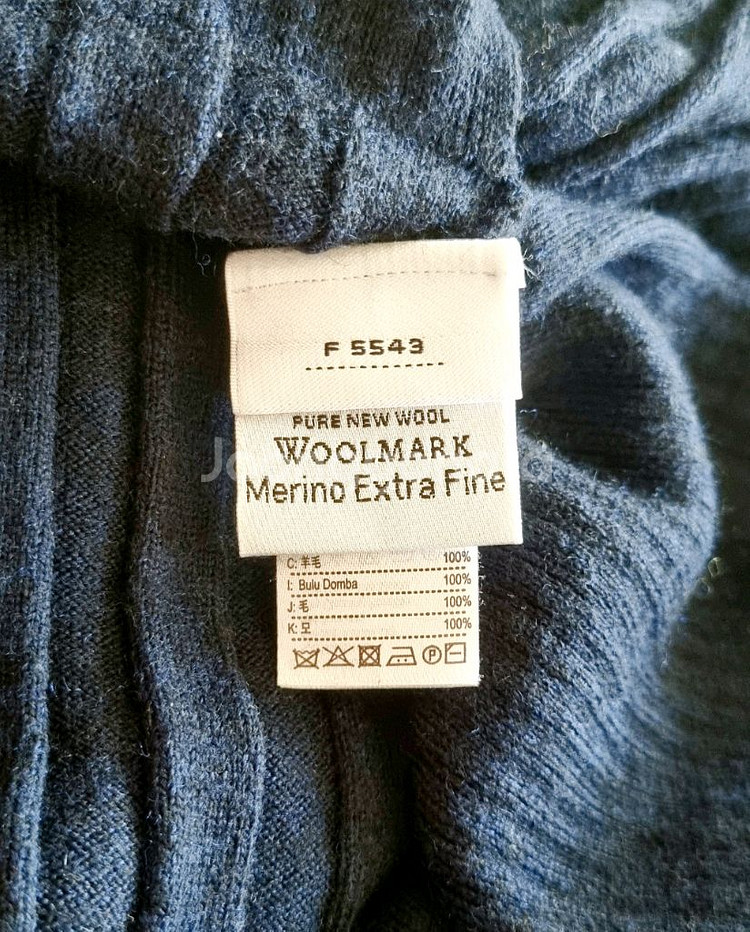 F 5543
PURE NEW WOOL
WOOLMARK
Merino Extra Fine
C: 羊毛 100%
I: Bulu Domba 100%
J: 毛 100%
K: 모 100%
P